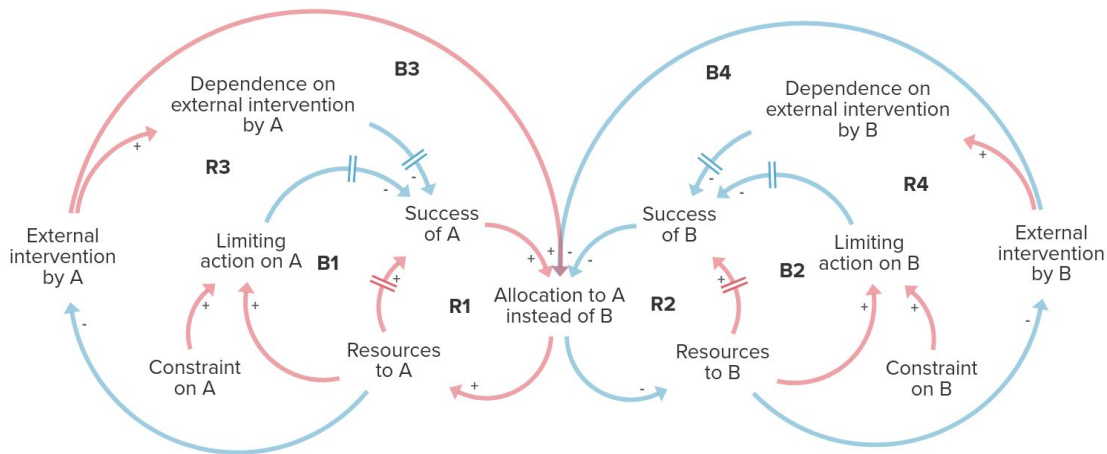 B3
B4
Dependence on
external intervention
by A
Dependence on
external intervention
by B
+
+
R3
R4
-
-
-
-
External
intervention
by A
Limiting
action on A
B1
Success
of A
+
+
-
-
Success
of B
B2
Limiting
action on B
External
intervention
by B
+
+
R1
Allocation to A
instead of B
R2
+
+
+
+
+
-
-
Constraint
on A
Resources
to A
+
-
Resources
to B
Constraint
on B